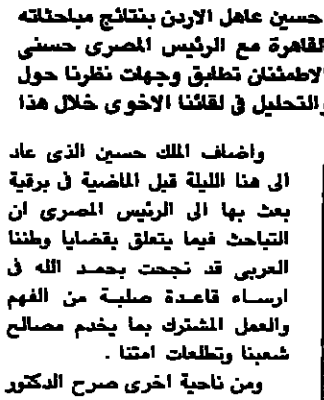 حسين عاهل الاردن بنتائج مباحثاته
القاهرة مع الرئيس المصرى حسنى
الاطمئنان تطابق وجهات نظرنا حول
والتحليل فى لقائنا الاخوى خلال هذا
واضاف الملك حسين الذى عاد
الى هنا الليلة قبل الماضية فى برقية
بعث بها الى الرئيس المصرى ان
التباحث فيما يتعلق بقضايا وطننا
العربى قد نجحت بحمد الله فى
ارساء قاعدة صلبة من الفهم
والعمل المشترك بما يخدم مصالح
شعبنا وتطلعات امتنا .
ومن ناحية اخرى صرح الدكتور